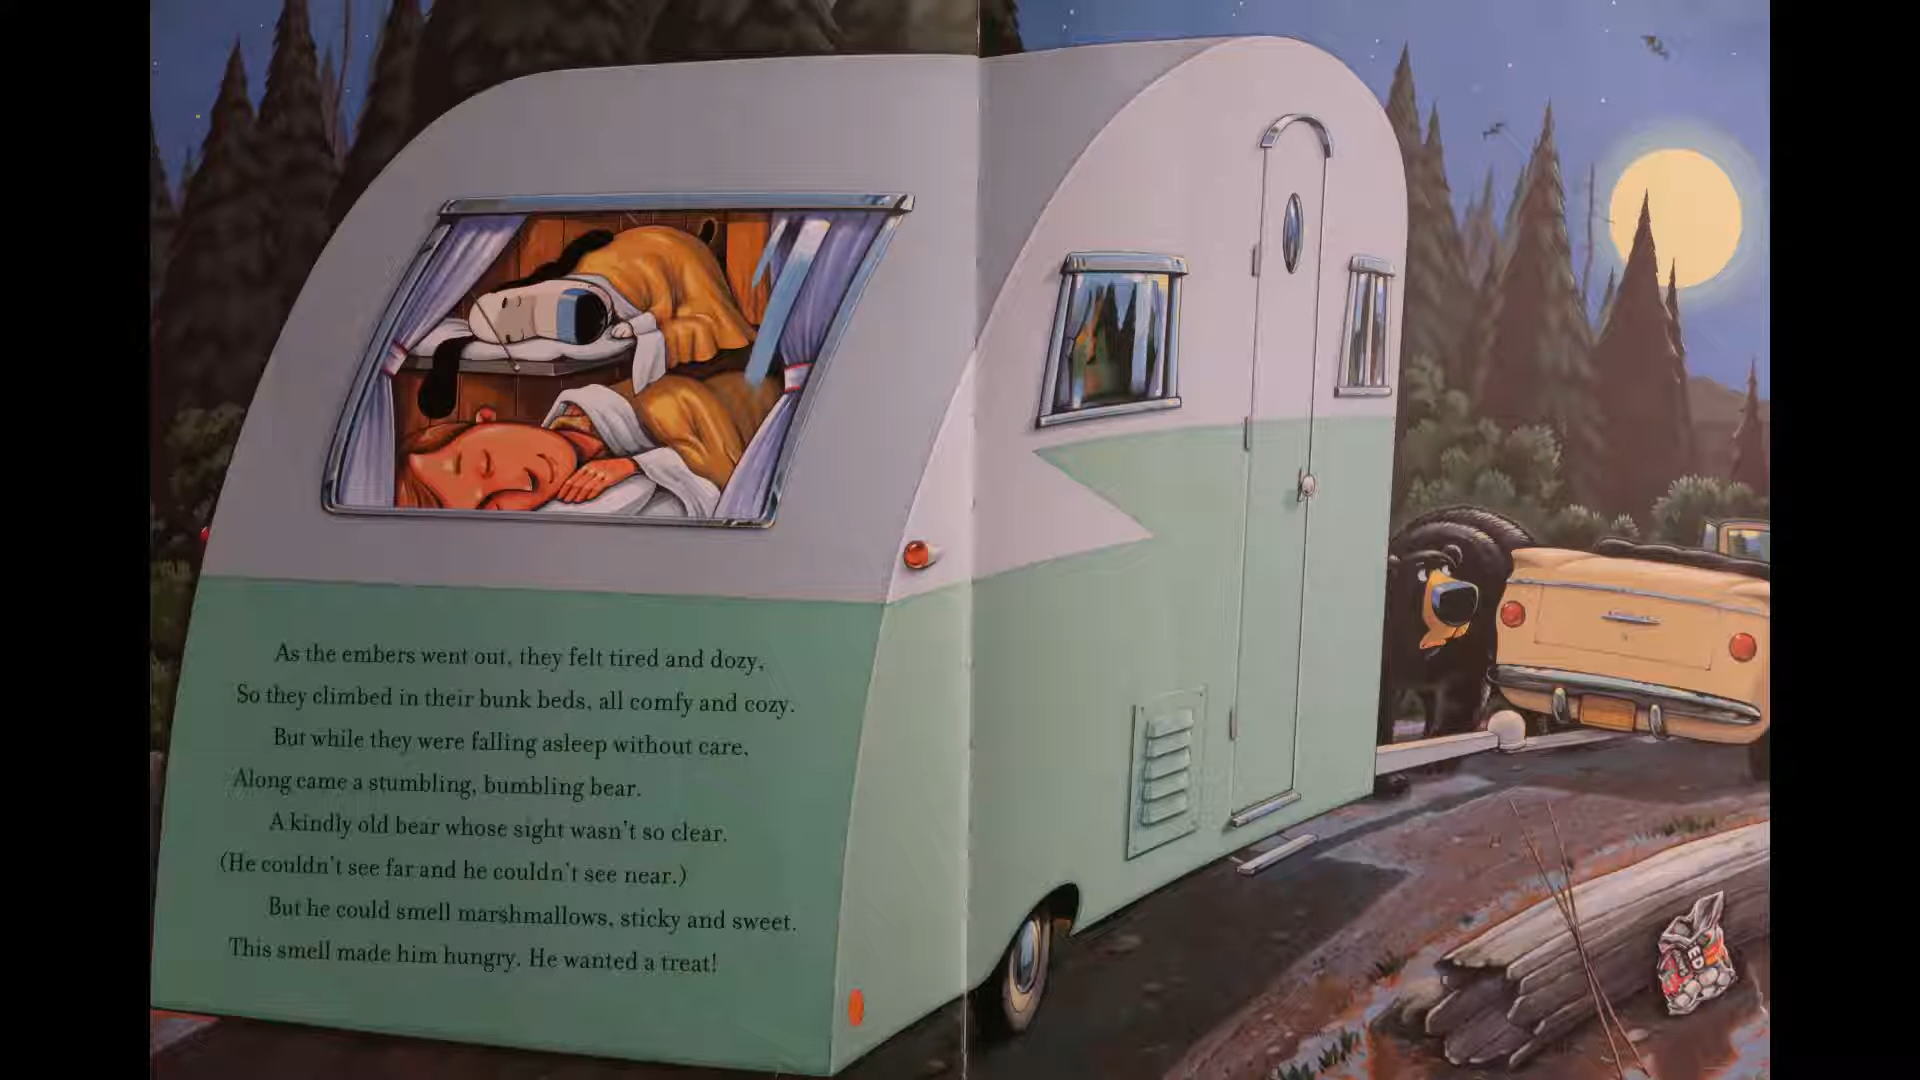 As the embers went out, they felt tired and dozy,
So they climbed in their bunk beds, all comfy and cozy.
But while they were falling asleep without care,
Along came a stumbling, bumbling bear.
A kindly old bear whose sight wasn't so clear.
(He couldn't see far and he couldn't see near.)
But he could smell marshmallows, sticky and sweet.
This smell made him hungry. He wanted a treat!